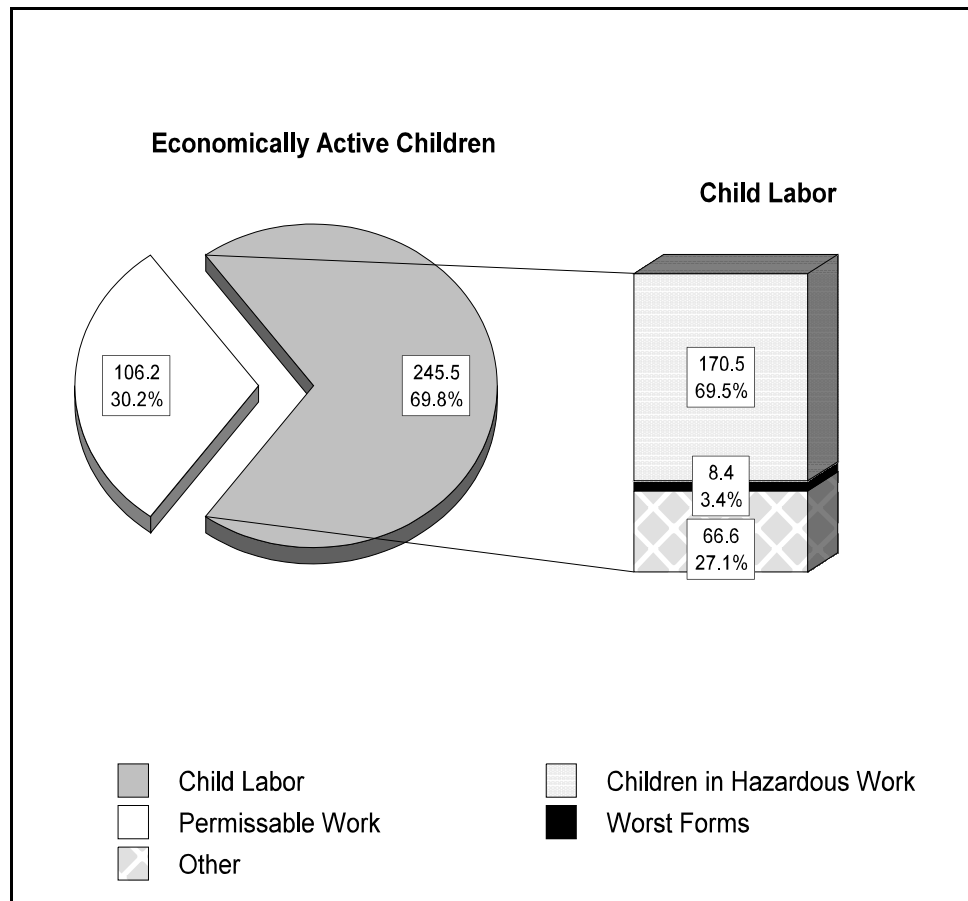 Economically Active Children
Child Labor
106.2
30.2%
245.5
69.8%
170.5
69.5%
8.4
3.4%
66.6
27.1%
Child Labor
Permissable Work
Other
Children in Hazardous Work
Worst Forms